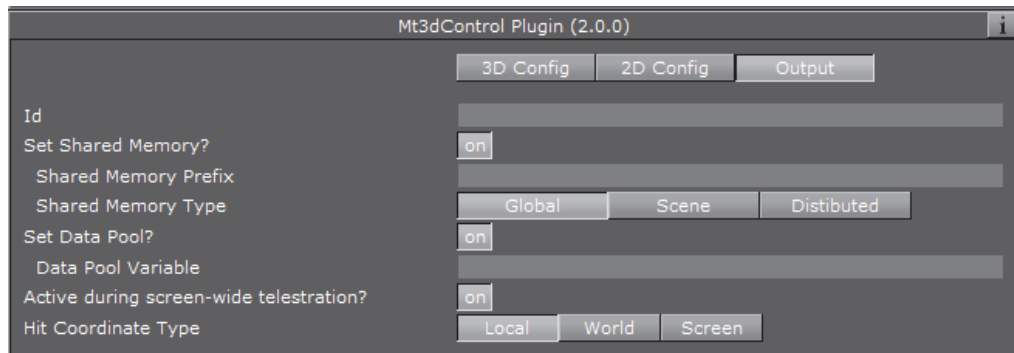 Mt3dControl Plugin (2.0.0) i
3D Config 2D Config Output
Id
Set Shared Memory? on
Shared Memory Prefix
Shared Memory Type Global Scene Distibuted
Set Data Pool? on
Data Pool Variable
Active during screen-wide telestration? on
Hit Coordinate Type Local World Screen